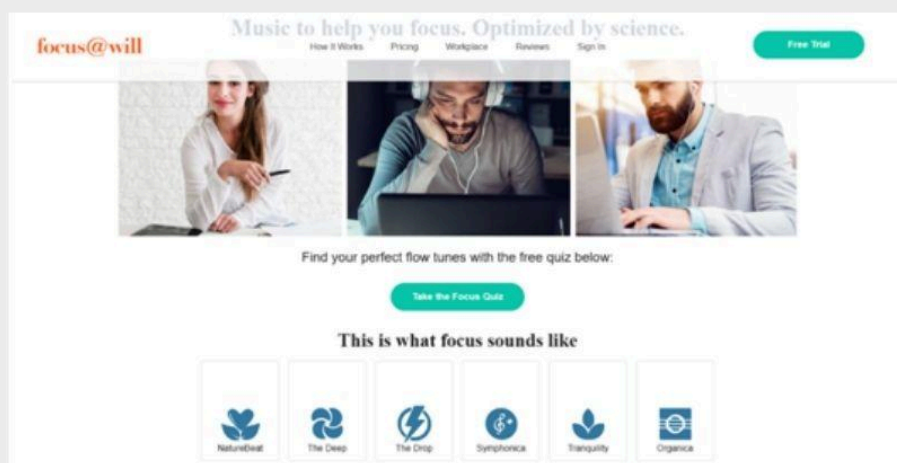 Music to help you focus. Optimized by science.
focus@will
How It Works Pricing Workplace Reviews Sign In
Free Trial
Find your perfect flow tunes with the free quiz below:
Take the Focus Quiz
This is what focus sounds like
NatureBeat The Deep The Drop Symphonica Tranquility Organica